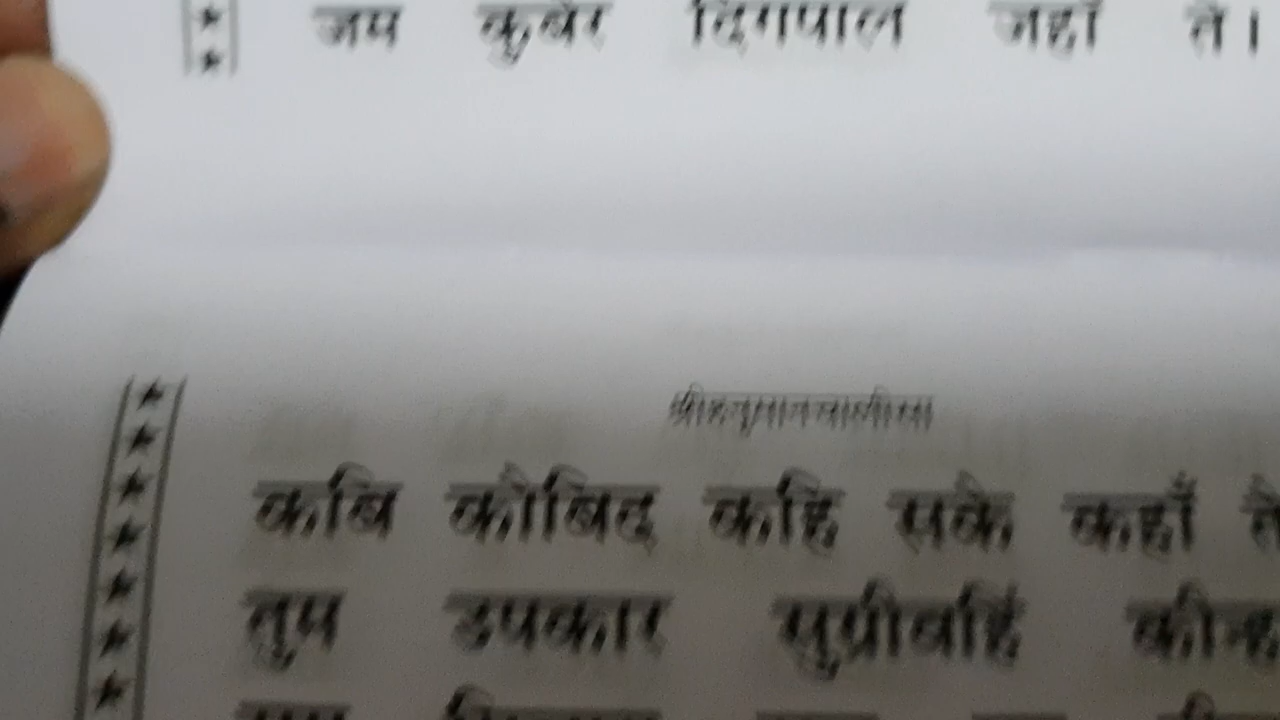 जम कुबेर दिगपाल जहाँ ते।
श्रीहनुमानचालीसा
कबि कोबिद कहि सके कहाँ ते
तुम उपकार सुग्रीवहिं कीन्ह